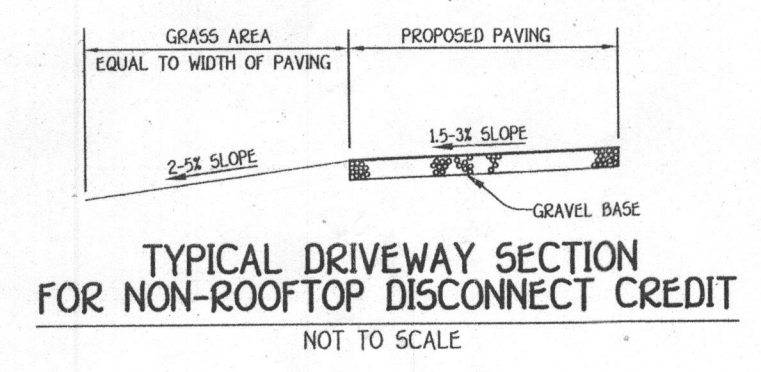 GRASS AREA
EQUAL TO WIDTH OF PAVING
PROPOSED PAVING
2-5% SLOPE
1.5-3% SLOPE
GRAVEL BASE
TYPICAL DRIVEWAY SECTION
FOR NON-ROOFTOP DISCONNECT CREDIT
NOT TO SCALE